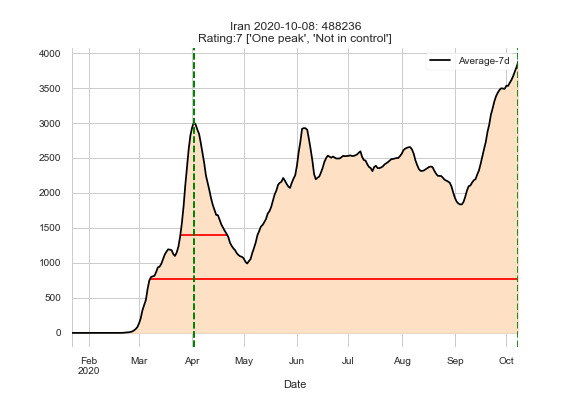 Iran 2020-10-08: 488236
Rating:7 ['One peak', 'Not in control']
Average-7d
4000
3500
3000
2500
2000
1500
1000
500
0
Feb Mar Apr May Jun Jul Aug Sep Oct
2020
Date